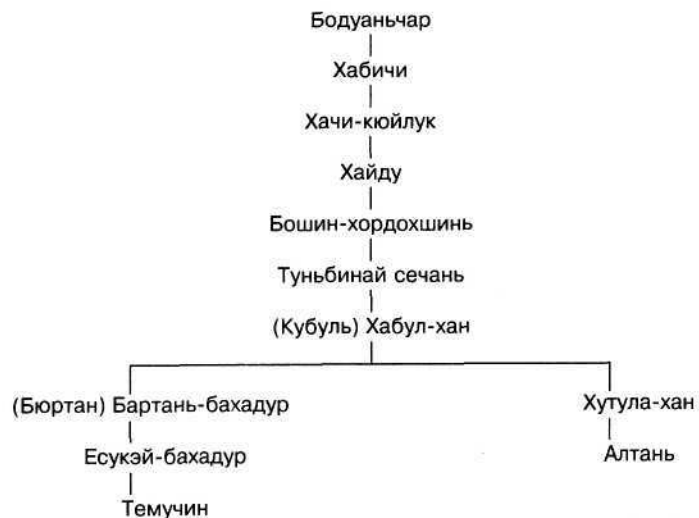 Бодуаньчар
Хабичи
Хачи-кюйлук
Хайду
Бошин-хордохшинь
Туньбинай сечань
(Кубуль) Хабул-хан
(Бюртан) Бартань-бахадур
Хутула-хан
Есукэй-бахадур
Алтань
Темучин